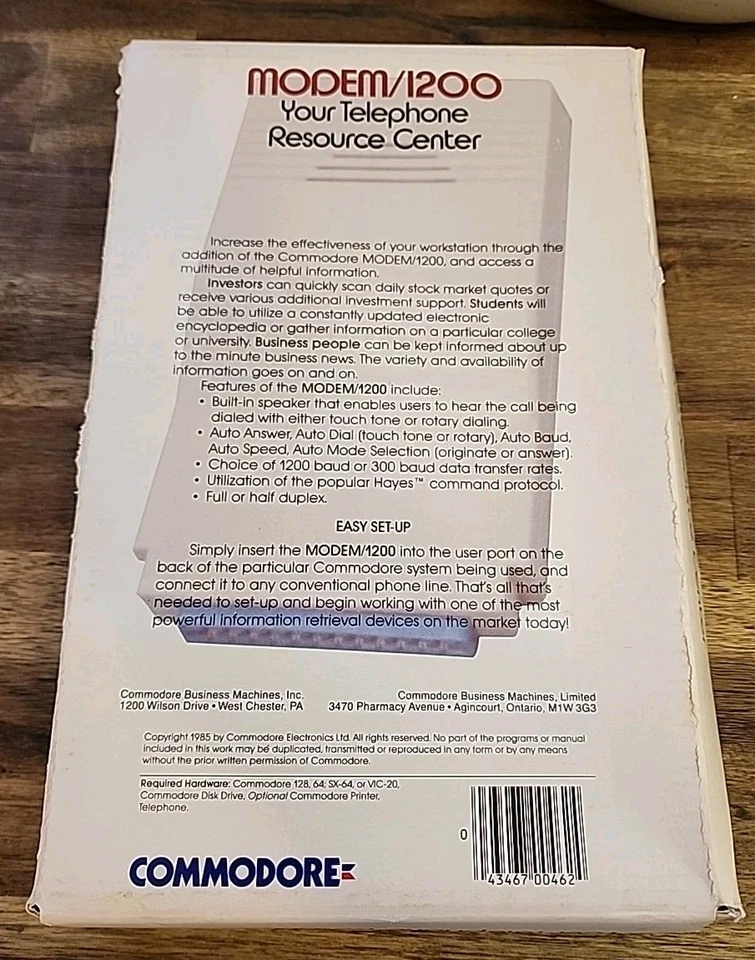 MODEM/1200
Your Telephone
Resource Center
Increase the effectiveness of your workstation through the
addition of the Commodore MODEM/1200, and access a
multitude of helpful information.
Investors can quickly scan daily stock market quotes or
receive various additional investment support. Students will
be able to utilize a constantly updated electronic
encyclopedia or gather information on a particular college
or university. Business people can be kept informed about up
to the minute business news. The variety and availability of
information goes on and on.
Features of the MODEM/1200 include:
• Built-in speaker that enables users to hear the call being
dialed with either touch tone or rotary dialing.
• Auto Answer, Auto Dial (touch tone or rotary), Auto Baud,
Auto Speed, Auto Mode Selection (originate or answer).
• Choice of 1200 baud or 300 baud data transfer rates.
• Utilization of the popular Hayes™ command protocol.
• Full or half duplex.
EASY SET-UP
Simply insert the MODEM/1200 into the user port on the
back of the particular Commodore system being used, and
connect it to any conventional phone line. That's all that's
needed to set-up and begin working with one of the most
powerful information retrieval devices on the market today!
Commodore Business Machines, Inc.
1200 Wilson Drive • West Chester, PA
Commodore Business Machines, Limited
3470 Pharmacy Avenue • Agincourt, Ontario, M1W 3G3
Copyright 1985 by Commodore Electronics Ltd. All rights reserved. No part of the programs or manual
included in this work may be duplicated, transmitted or reproduced in any form or by any means
without the prior written permission of Commodore.
Required Hardware: Commodore 128, 64, SX-64, or VIC-20,
Commodore Disk Drive, Optional Commodore Printer,
Telephone.
0 43467 00462
COMMODORE